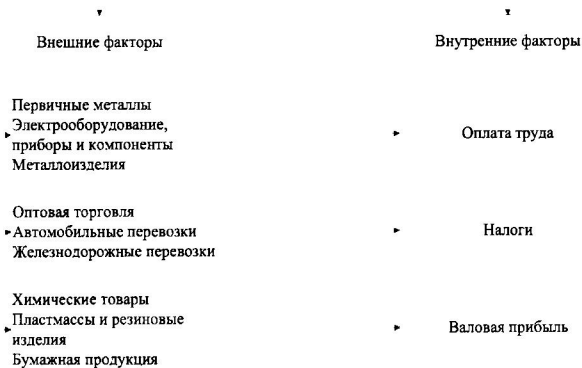 Внешние факторы
Внутренние факторы
Первичные металлы
Электрооборудование,
приборы и компоненты
Металлоизделия
Оплата труда
Оптовая торговля
Автомобильные перевозки
Железнодорожные перевозки
Налоги
Химические товары
Пластмассы и резиновые
изделия
Бумажная продукция
Валовая прибыль